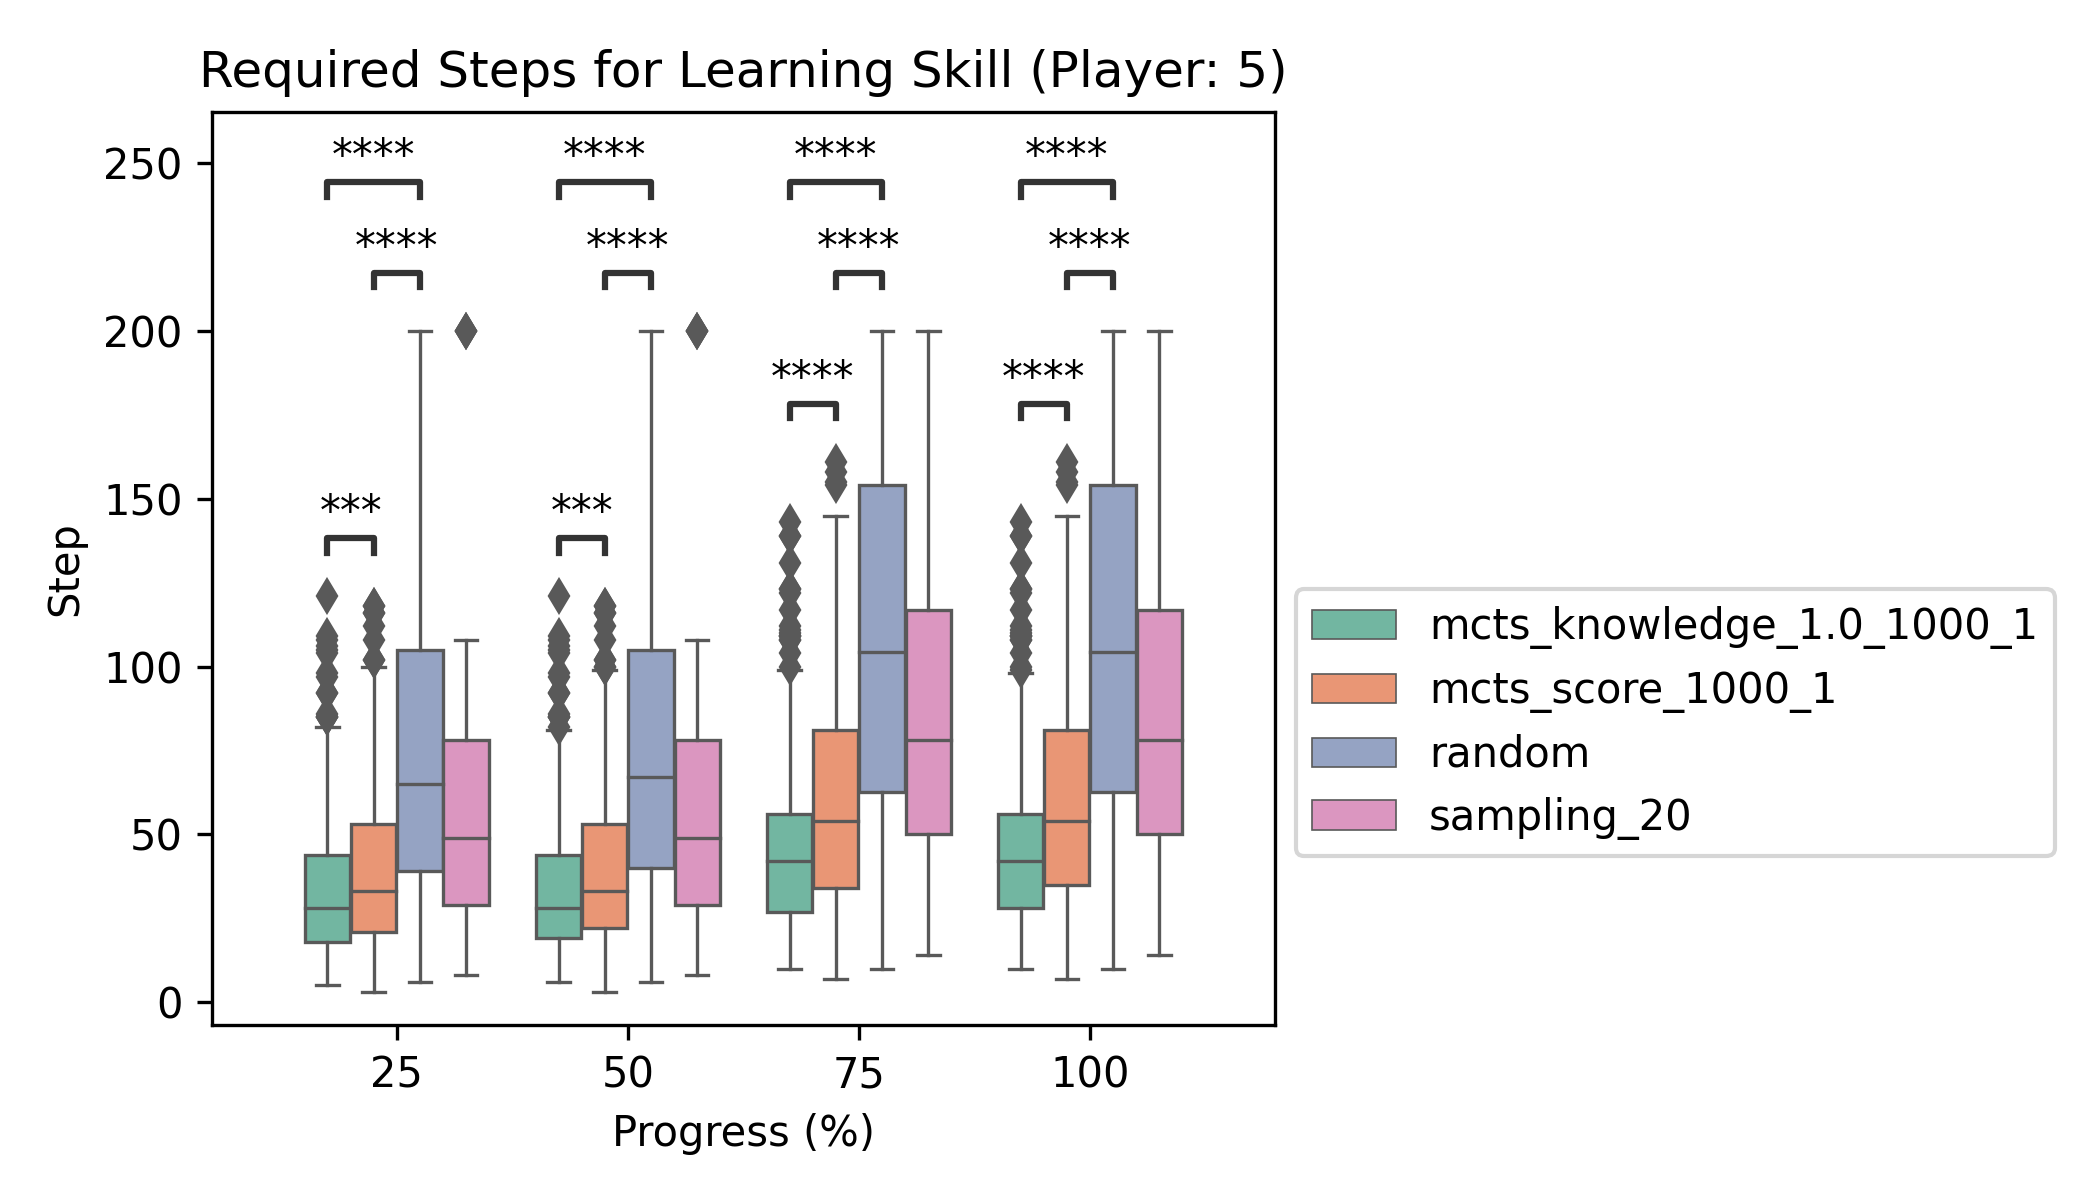 Required Steps for Learning Skill (Player: 5)
250
200
150
100
50
0
Step
**** **** **** ****
**** **** **** ****
**** ****
*** ***
25 50 75 100
Progress (%)
mcts_knowledge_1.0_1000_1
mcts_score_1000_1
random
sampling_20